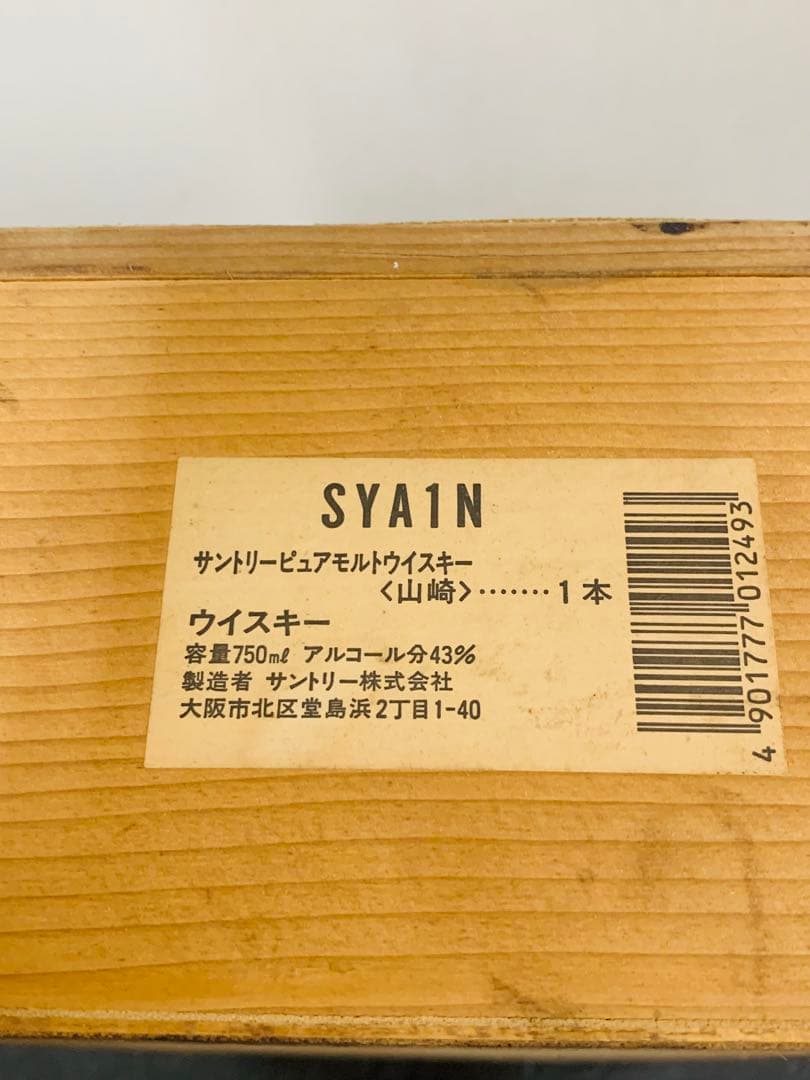 SYA1N
サントリーピュアモルトウイスキー
〈山崎〉‥‥‥‥1本
ウイスキー
容量750㎖ アルコール分43%
製造者 サントリー株式会社
大阪市北区堂島浜2丁目1-40
4901777012493